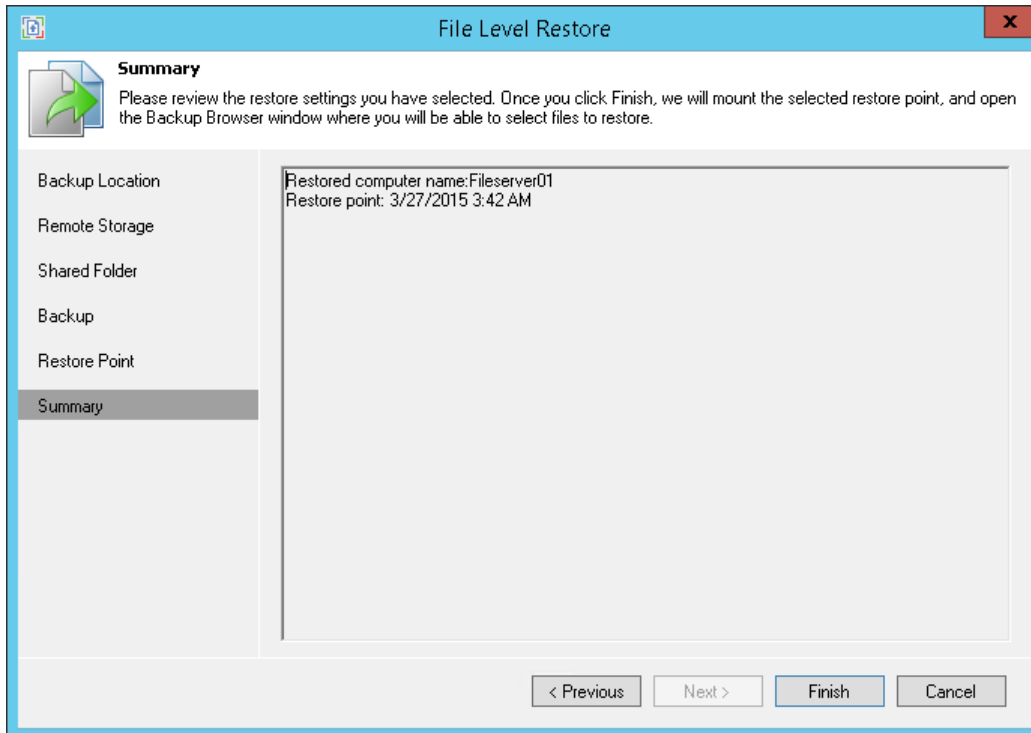 File Level Restore
x
Summary
Please review the restore settings you have selected. Once you click Finish, we will mount the selected restore point, and open
the Backup Browser window where you will be able to select files to restore.
Backup Location
Remote Storage
Shared Folder
Backup
Restore Point
Summary
Restored computer name:Fileserver01
Restore point: 3/27/2015 3:42 AM
< Previous
Next >
Finish
Cancel